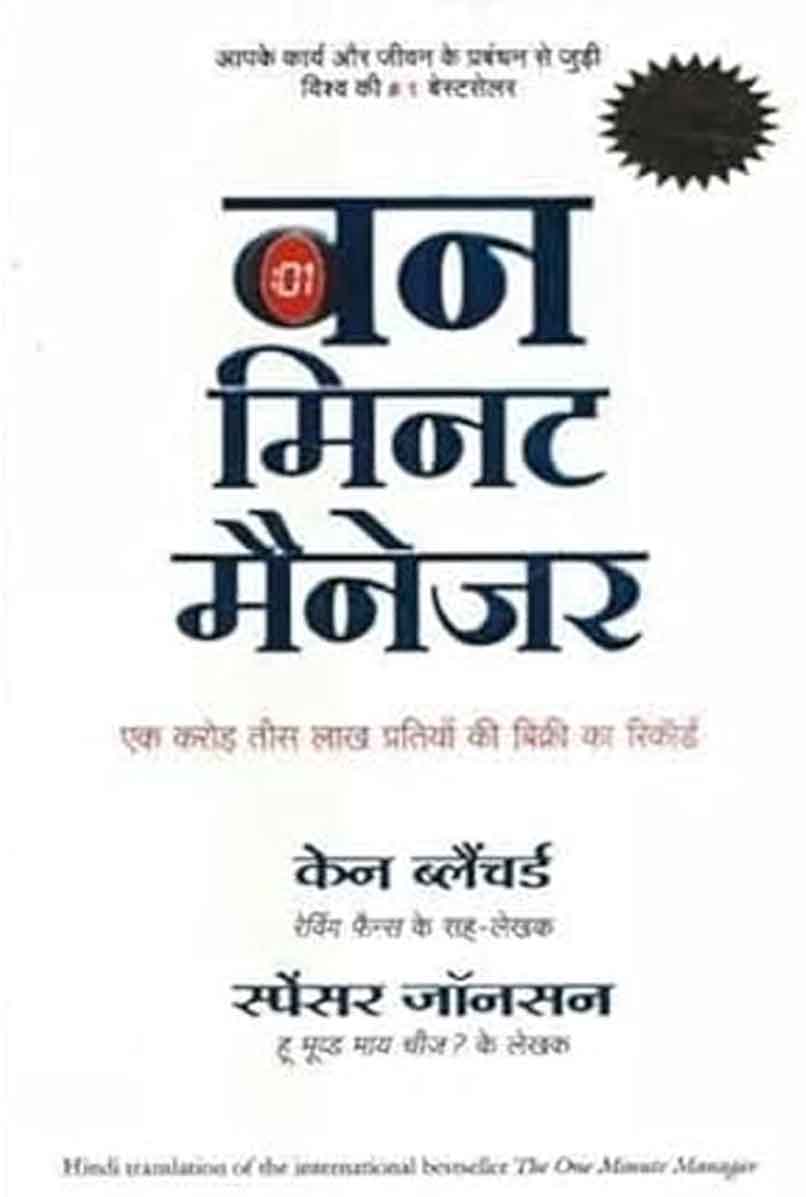 आपके कार्य और जीवन के प्रबंधन से जुड़ी
विश्व की # 1 बेस्टसेलर
वन
:01
मिनट
मैनेजर
एक करोड़ तीस लाख प्रतियों की बिक्री का रिकॉर्ड
केन ब्लैंचर्ड
रेविंग फैन्स के सह-लेखक
स्पेंसर जॉनसन
हू मूव्ड माय चीज? के लेखक
Hindi translation of the international bestseller The One Minute Manager